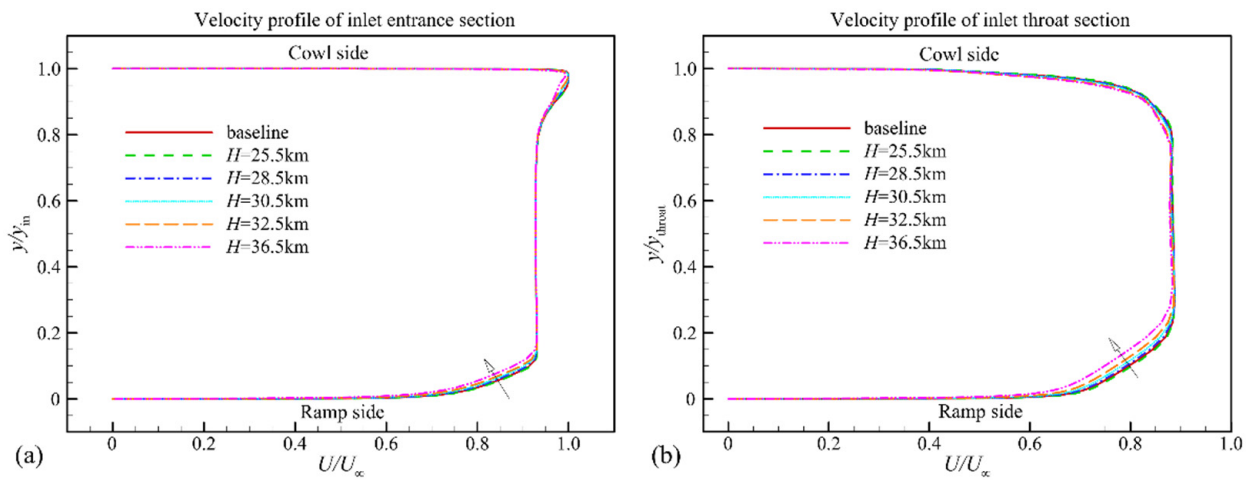 Velocity profile of inlet entrance section
Cowl side
1.0
0.8
0.6
0.4
0.2
0
y/y_in
baseline
H=25.5km
H=28.5km
H=30.5km
H=32.5km
H=36.5km
Ramp side
0 0.2 0.4 0.6 0.8 1.0
(a)
U/U_∞
Velocity profile of inlet throat section
Cowl side
1.0
0.8
0.6
0.4
0.2
0
y/y_throat
baseline
H=25.5km
H=28.5km
H=30.5km
H=32.5km
H=36.5km
Ramp side
0 0.2 0.4 0.6 0.8 1.0
(b)
U/U_∞